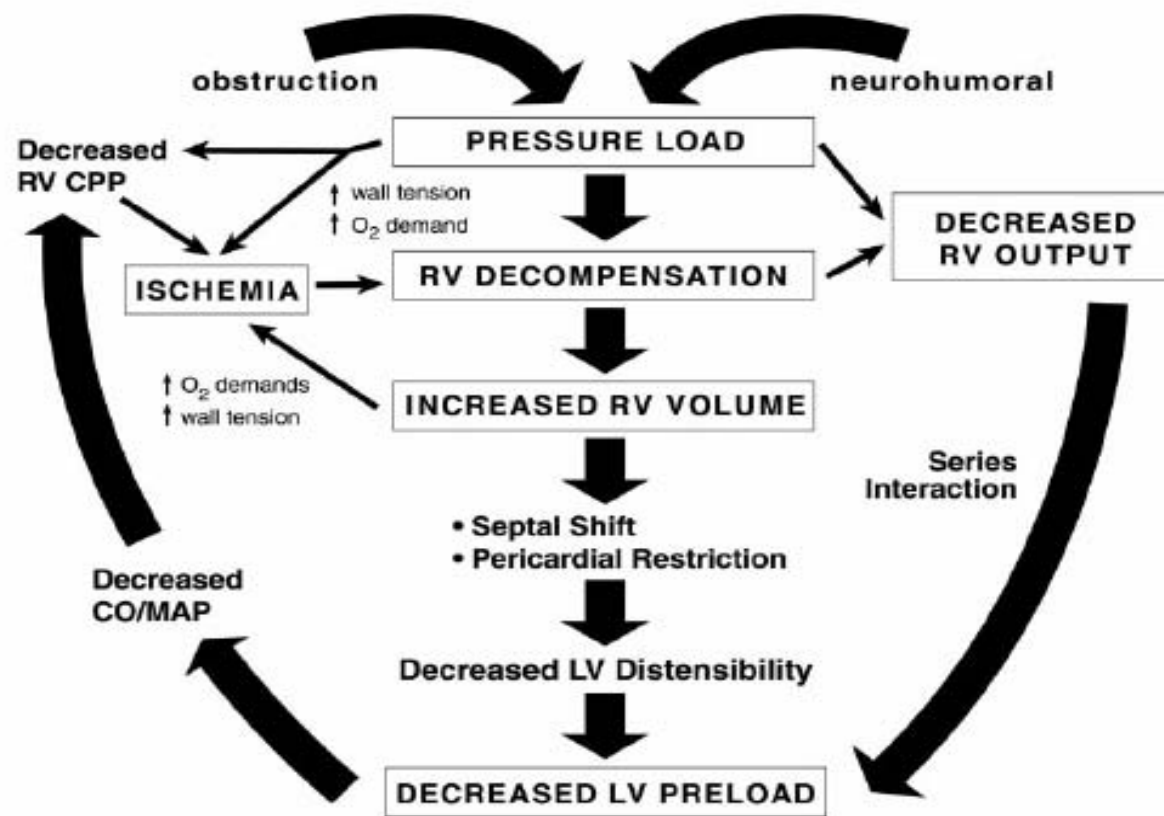 obstruction
neurohumoral
PRESSURE LOAD
Decreased
RV CPP
↑ wall tension
↑ O₂ demand
DECREASED
RV OUTPUT
RV DECOMPENSATION
ISCHEMIA
↑ O₂ demands
↑ wall tension
INCREASED RV VOLUME
Series
Interaction
• Septal Shift
• Pericardial Restriction
Decreased
CO/MAP
Decreased LV Distensibility
DECREASED LV PRELOAD